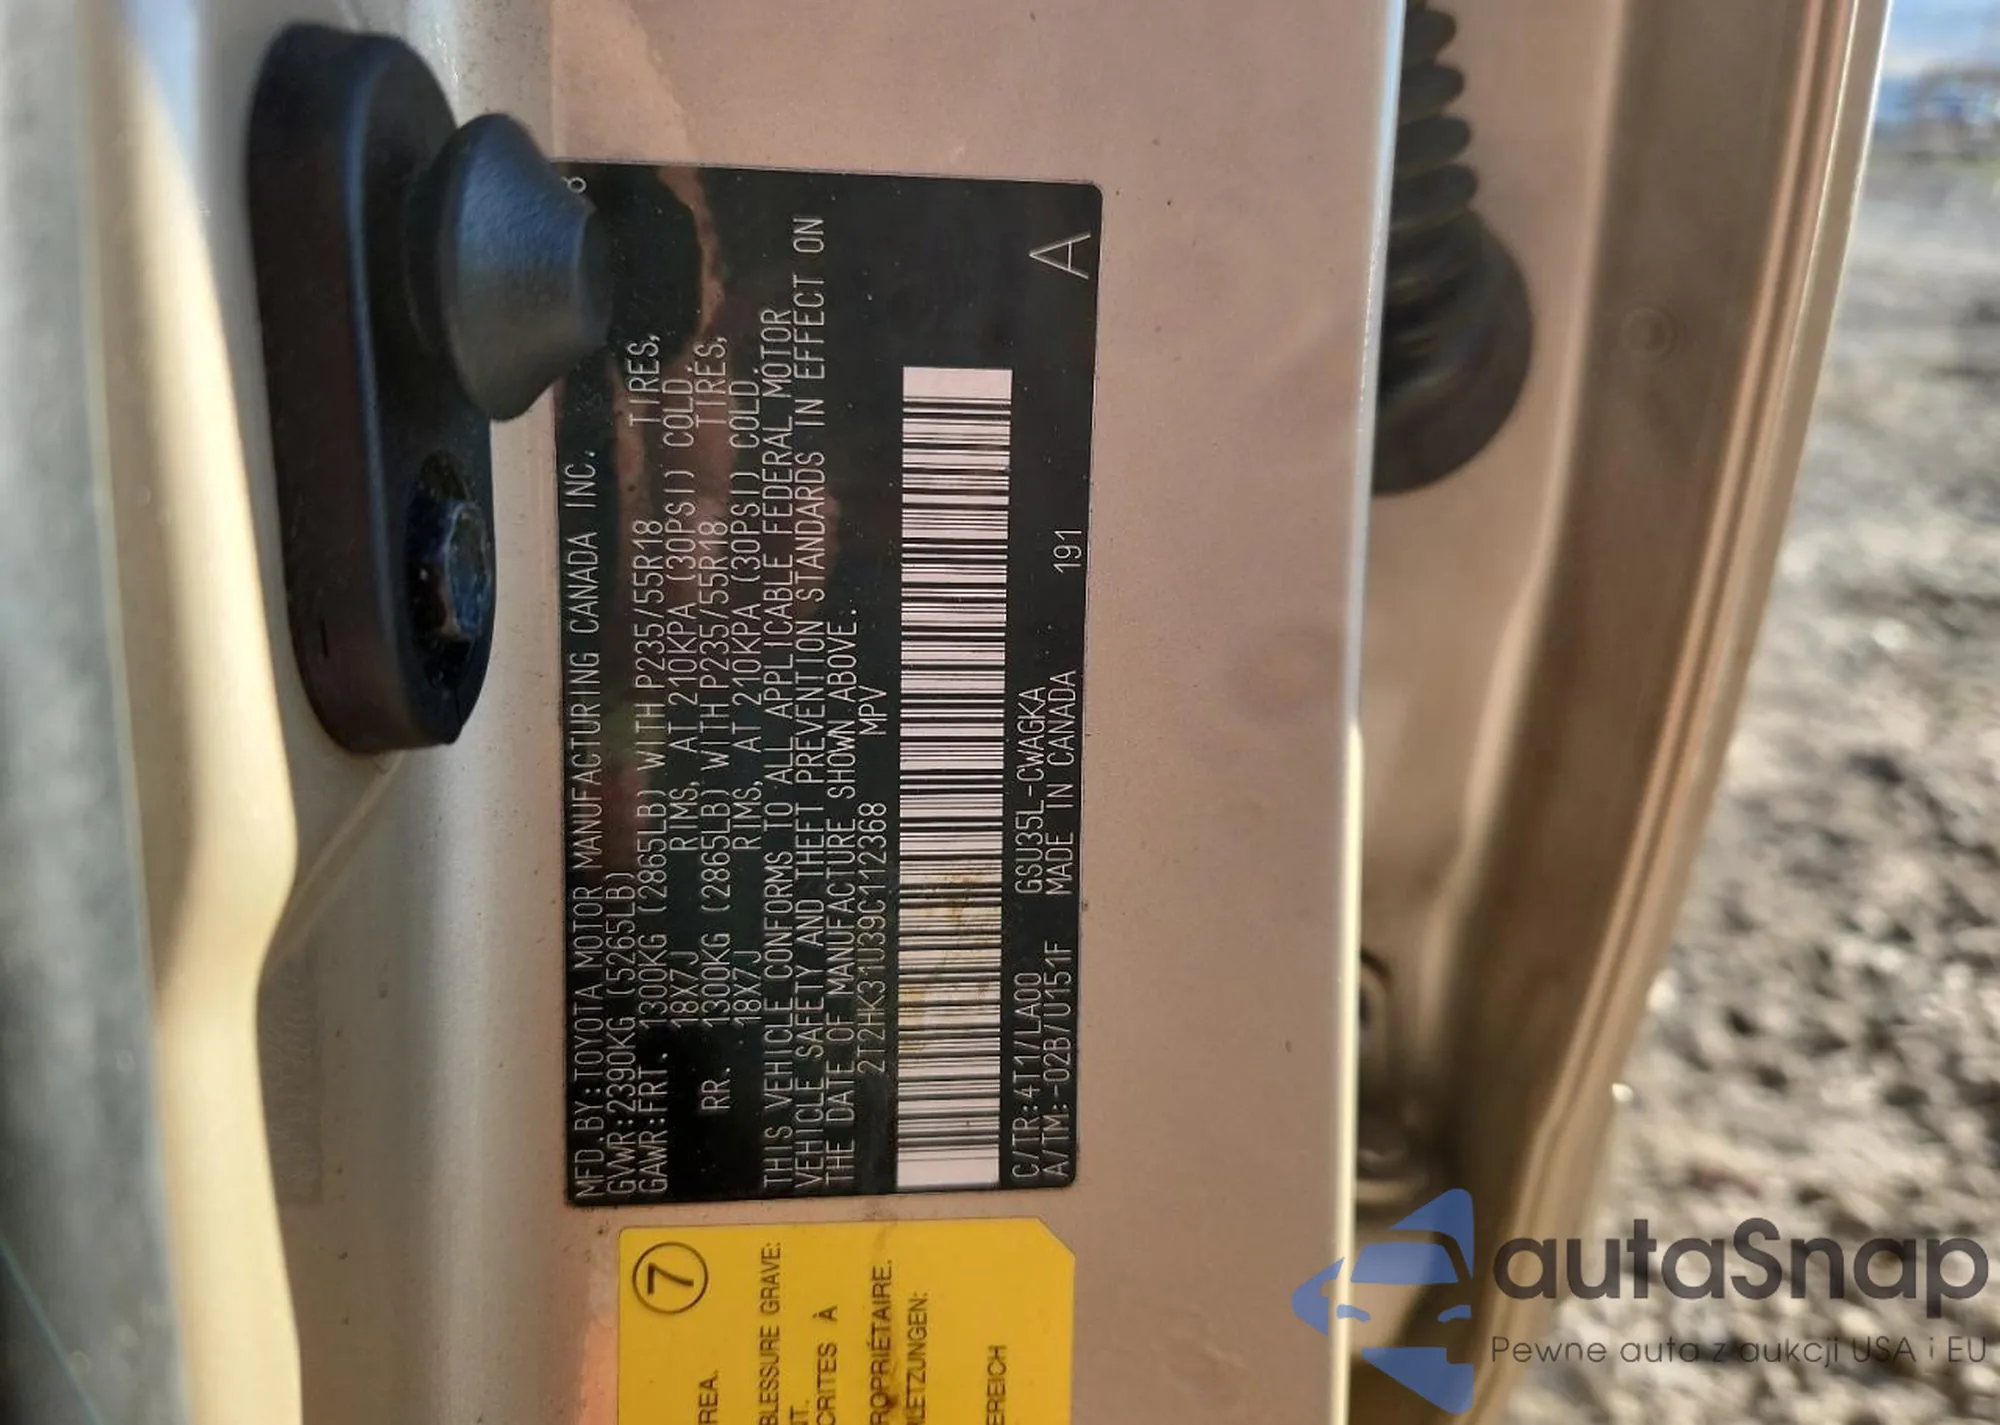 MFD.BY:TOYOTA MOTOR MANUFACTURING CANADA INC.
GVWR:2390KG (5265LB)
GAWR:FRT. 1300KG (2865LB) WITH P235/55R18 TIRES,
18X7J RIMS, AT 210KPA (30PSI) COLD.
RR. 1300KG (2865LB) WITH P235/55R18 TIRES,
18X7J RIMS, AT 210KPA (30PSI) COLD.
THIS VEHICLE CONFORMS TO ALL APPLICABLE FEDERAL MOTOR
VEHICLE SAFETY AND THEFT PREVENTION STANDARDS IN EFFECT ON
THE DATE OF MANUFACTURE SHOWN ABOVE.
2T2HK31U39C112368 MPV
C/TR:4T1/LA00 GSU35L-CWAGKA
A/TM:-02B/U151F MADE IN CANADA 191
A
7
BLESSURE GRAVE:
CRITES À
EREICH
autaSnap
Pewne auta z aukcji USA i EU